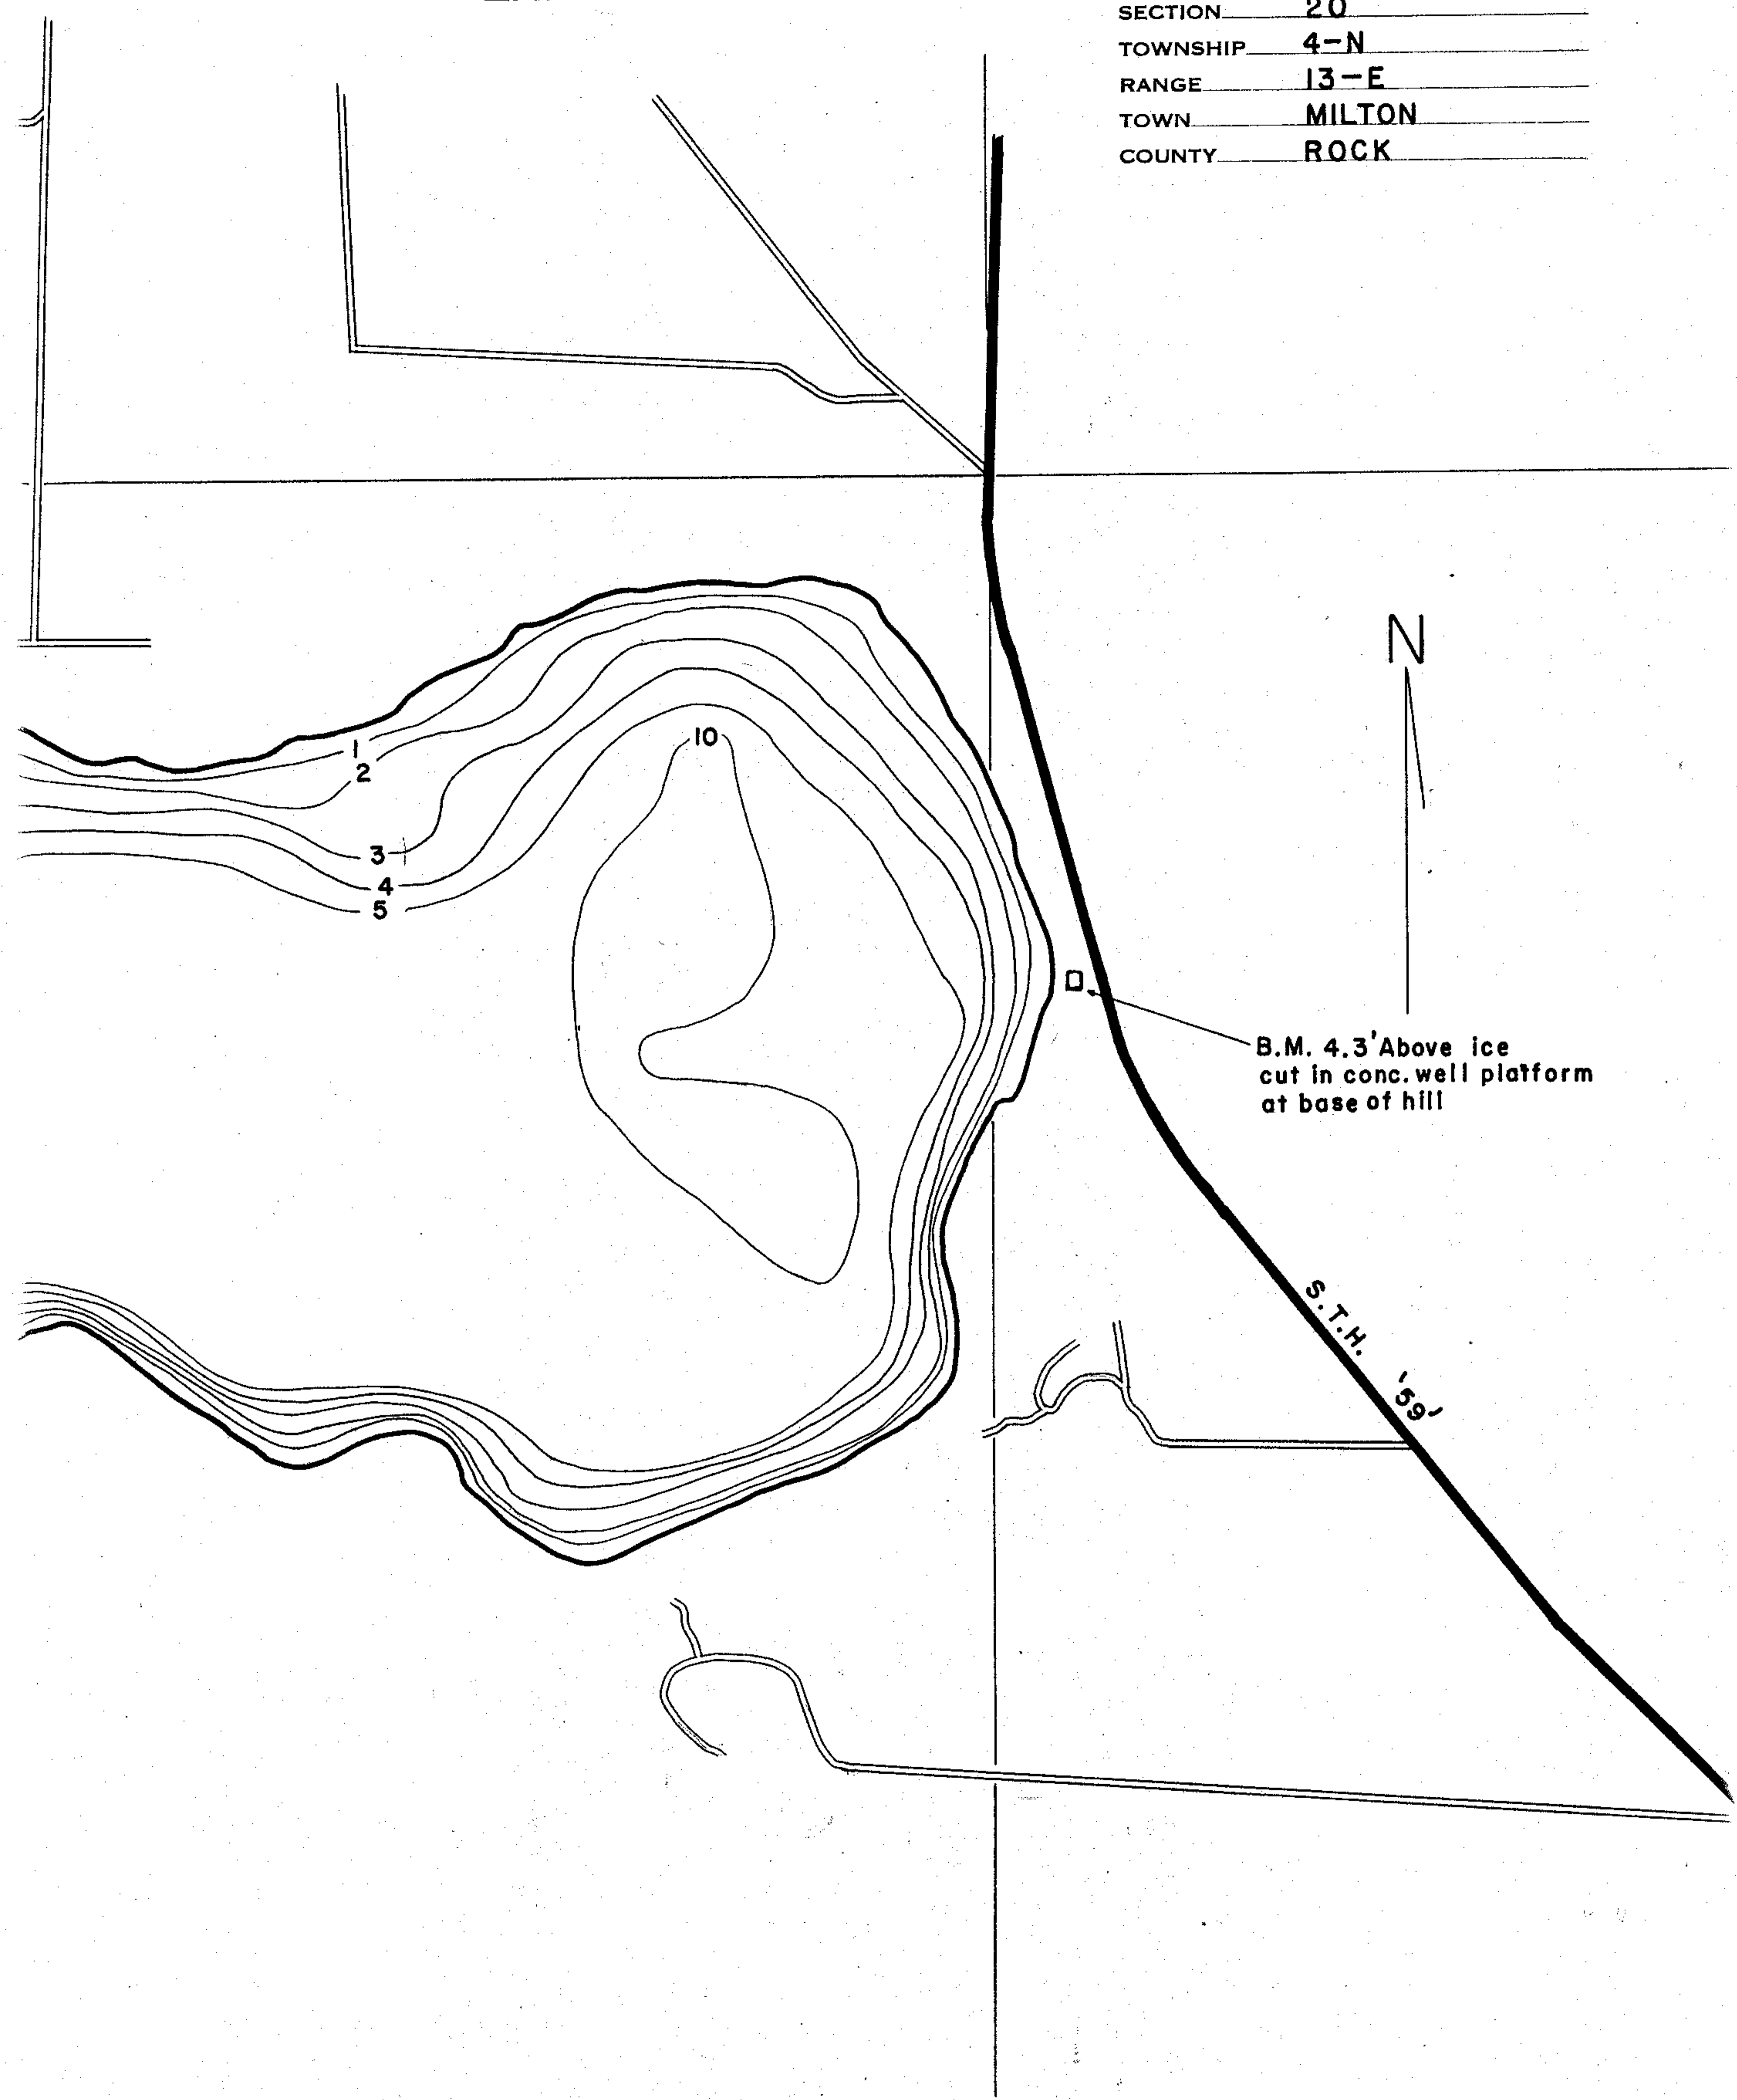 SECTION 20
TOWNSHIP 4-N
RANGE 13-E
TOWN MILTON
COUNTY ROCK
N
10
1
2
3
4
5
B.M. 4.3' Above ice
cut in conc. well platform
at base of hill
S.T.H. '59'